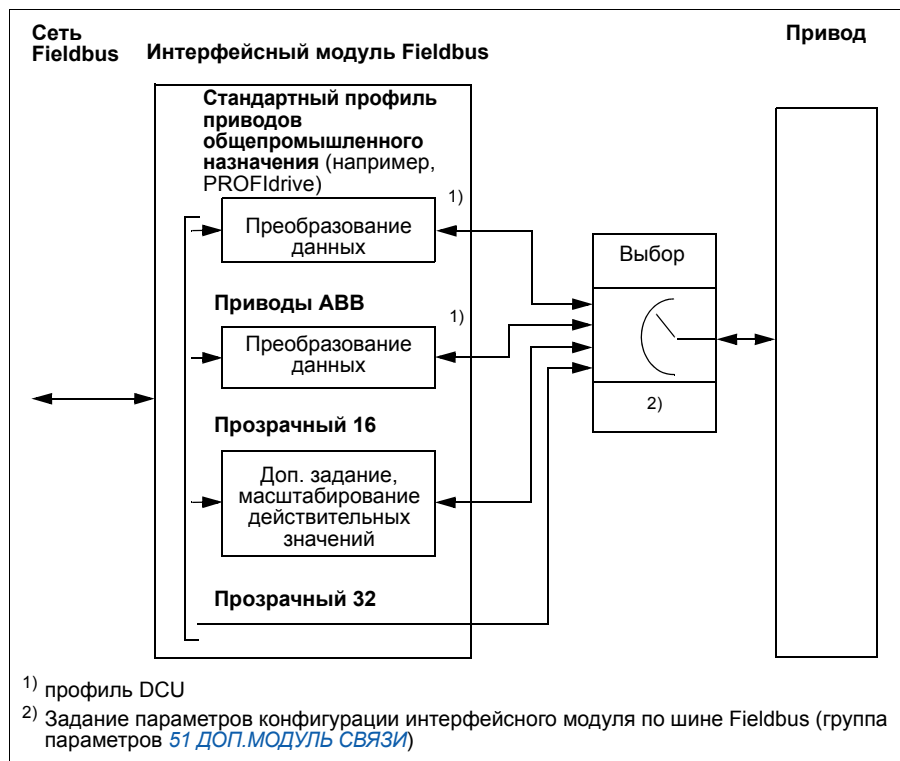 Сеть
Fieldbus
Интерфейсный модуль Fieldbus
Привод
Стандартный профиль
приводов
общепромышленного
назначения (например,
PROFIdrive)
1)
Преобразование
данных
Выбор
Приводы ABB
1)
Преобразование
данных
2)
Прозрачный 16
Доп. задание,
масштабирование
действительных
значений
Прозрачный 32
1) профиль DCU
2) Задание параметров конфигурации интерфейсного модуля по шине Fieldbus (группа
параметров 51 ДОП.МОДУЛЬ СВЯЗИ)